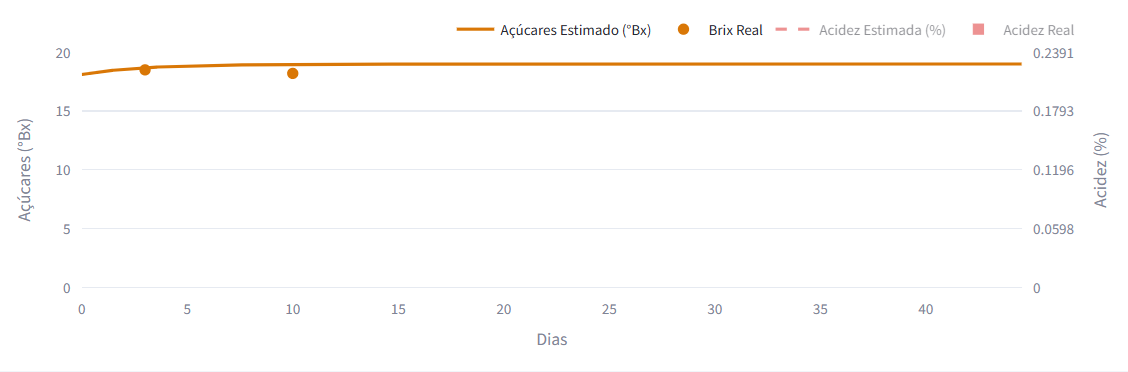 Açúcares Estimado (°Bx) Brix Real Acidez Estimada (%) Acidez Real
20 0.2391
15 0.1793
10 0.1196
5 0.0598
0 0
Açúcares (°Bx)
Acidez (%)
0 5 10 15 20 25 30 35 40
Dias